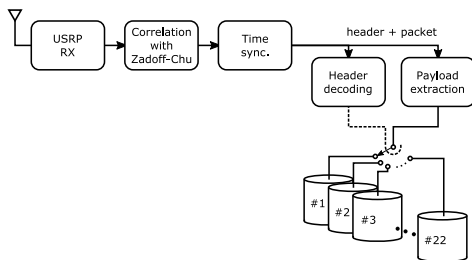 USRP
RX
Correlation
with
Zadoff-Chu
Time
sync.
header + packet
Header
decoding
Payload
extraction
#1
#2
#3
#22